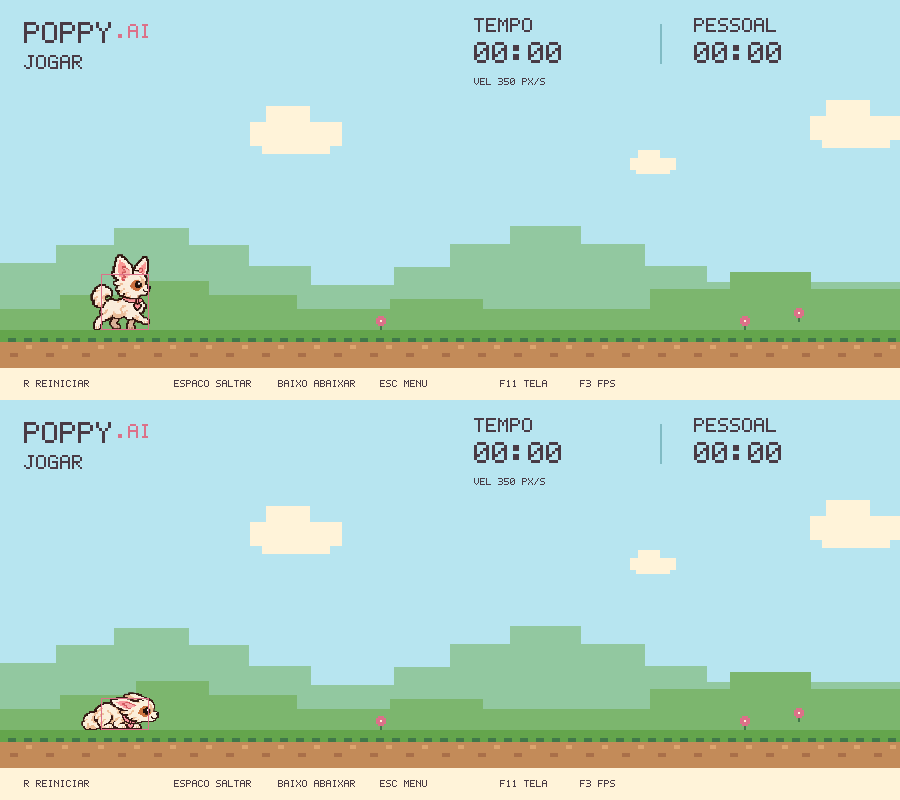 POPPY.AI
JOGAR
TEMPO
00:00
VEL 350 PX/S
PESSOAL
00:00
R REINICIAR ESPACO SALTAR BAIXO ABAIXAR ESC MENU F11 TELA F3 FPS
POPPY.AI
JOGAR
TEMPO
00:00
VEL 350 PX/S
PESSOAL
00:00
R REINICIAR ESPACO SALTAR BAIXO ABAIXAR ESC MENU F11 TELA F3 FPS